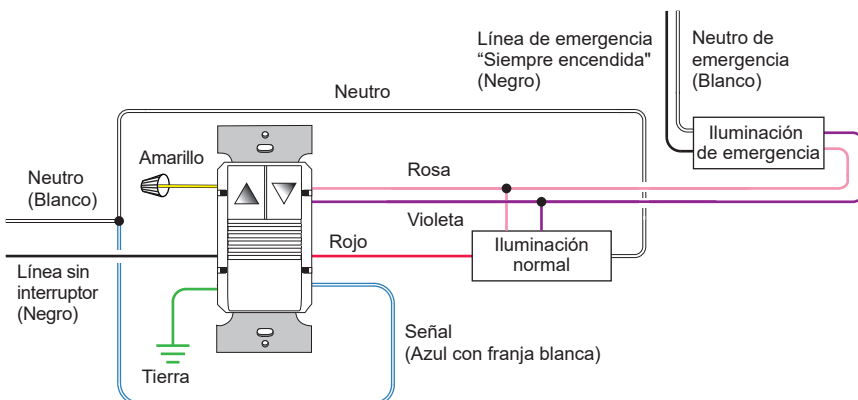 Línea de emergencia
“Siempre encendida"
(Negro)
Neutro de
emergencia
(Blanco)
Neutro
Iluminación
de emergencia
Amarillo
Neutro
(Blanco)
Rosa
Violeta
Rojo
Iluminación
normal
Línea sin
interruptor
(Negro)
Señal
(Azul con franja blanca)
Tierra